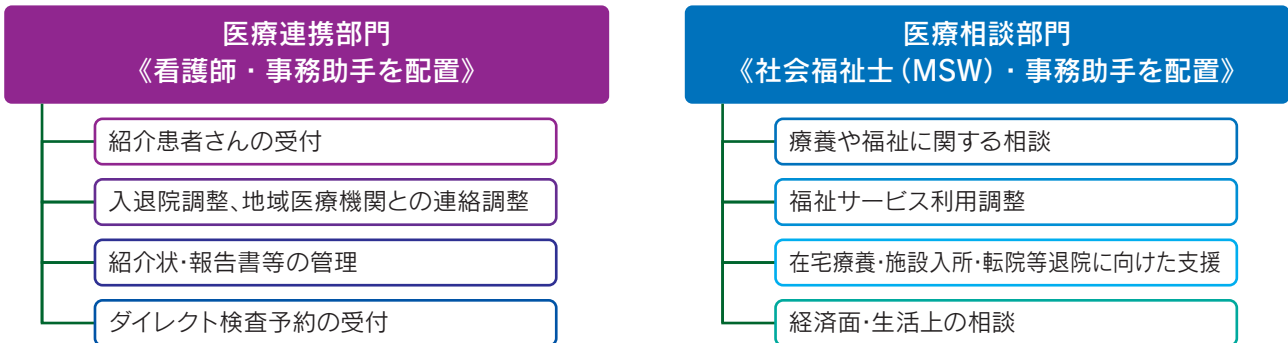 医療連携部門
《看護師・事務助手を配置》
紹介患者さんの受付
入退院調整、地域医療機関との連絡調整
紹介状・報告書等の管理
ダイレクト検査予約の受付
医療相談部門
《社会福祉士(MSW)・事務助手を配置》
療養や福祉に関する相談
福祉サービス利用調整
在宅療養・施設入所・転院等退院に向けた支援
経済面・生活上の相談